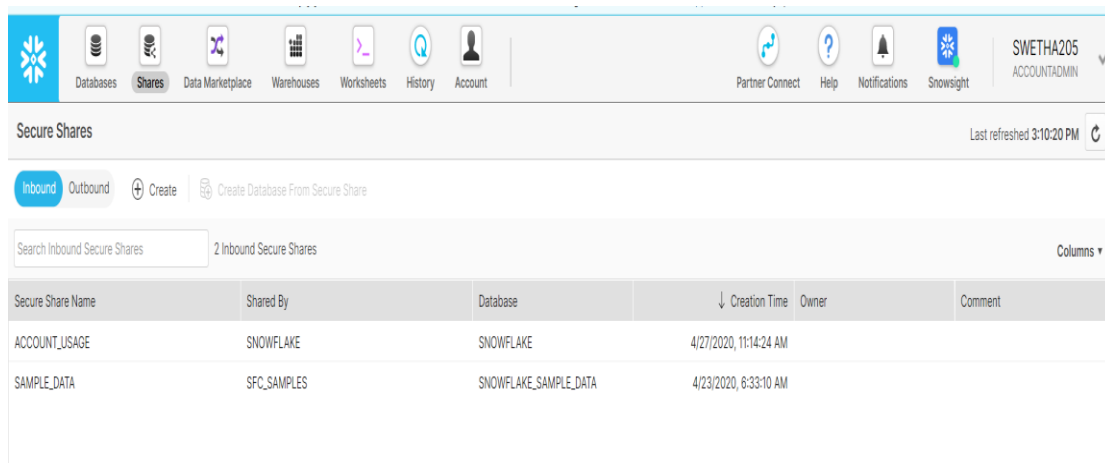 Databases Shares Data Marketplace Warehouses Worksheets History Account Partner Connect Help Notifications Snowsight SWETHA205
ACCOUNTADMIN
Secure Shares Last refreshed 3:10:20 PM
Inbound Outbound Create Create Database From Secure Share
Search Inbound Secure Shares 2 Inbound Secure Shares Columns
Secure Share Name Shared By Database Creation Time Owner Comment
ACCOUNT_USAGE SNOWFLAKE SNOWFLAKE 4/27/2020, 11:14:24 AM
SAMPLE_DATA SFC_SAMPLES SNOWFLAKE_SAMPLE_DATA 4/23/2020, 6:33:10 AM